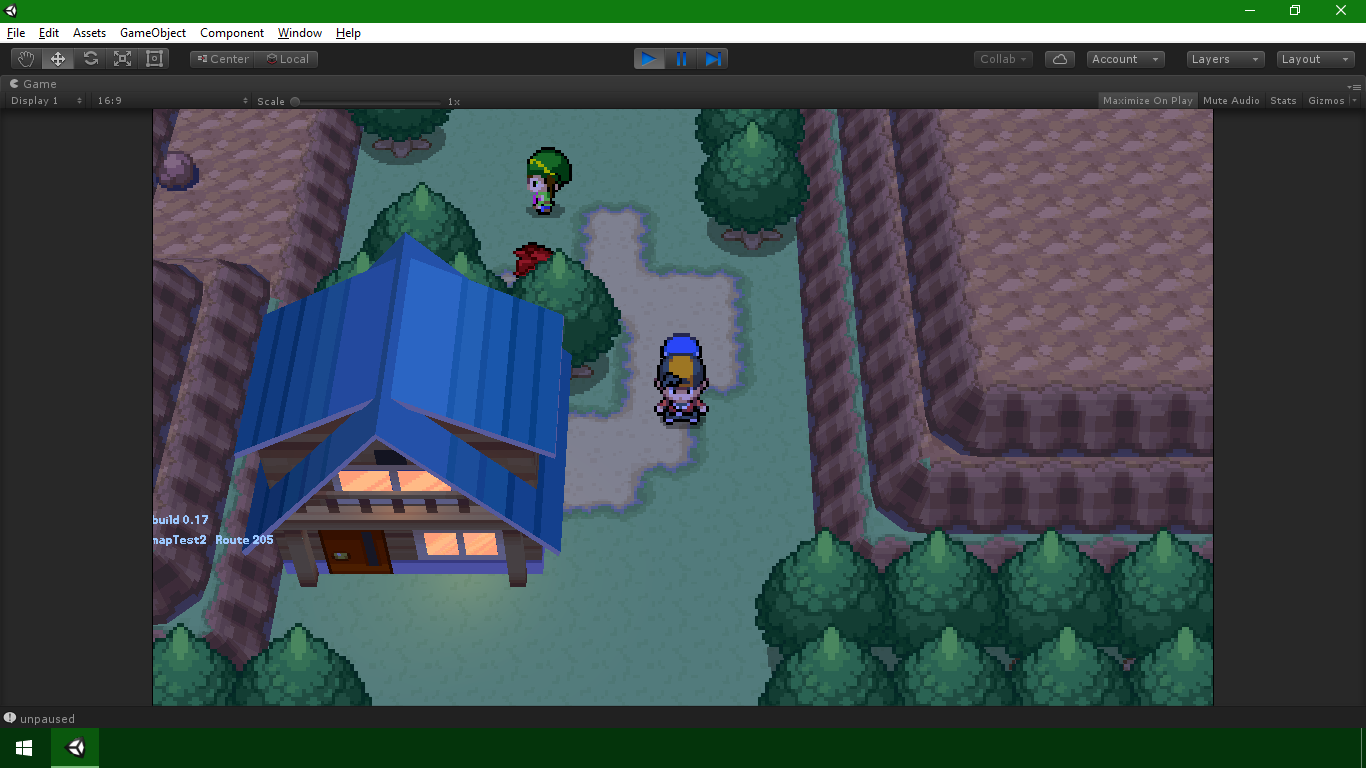 File Edit Assets GameObject Component Window Help
Center Local Collab Account Layers Layout
Game
Display 1 16:9 Scale 1x Maximize On Play Mute Audio Stats Gizmos
build 0.17
mapTest2 Route 205
unpaused